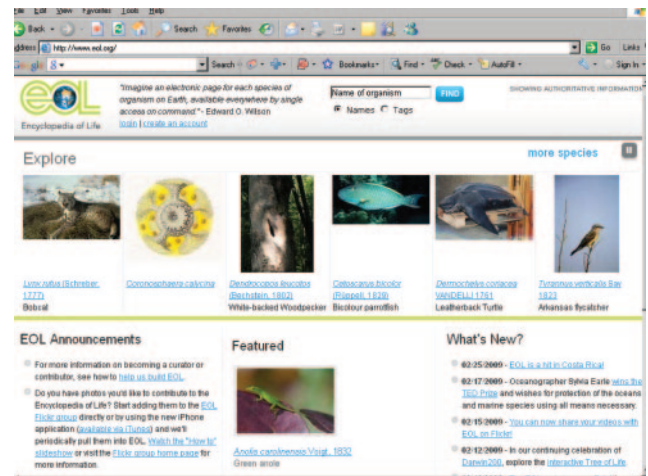 File Edit View Favorites Tools Help
Back Search Favorites
Address http://www.eol.org/ Go Links
Google Search Bookmarks Find Check AutoFill Sign In
EOL
Encyclopedia of Life
"Imagine an electronic page for each species of
organism on Earth, available everywhere by single
access on command." - Edward O. Wilson
login | create an account
Name of organism FIND
Names Tags
SHOWING AUTHORITATIVE INFORMATION
Explore
more species
Lynx rufus (Schreber,
1777)
Bobcat
Coronosphaera calycina
Dendrocopos leucotos
(Bechstein, 1802)
White-backed Woodpecker
Cetoscarus bicolor
(Rüppell, 1829)
Bicolour parrotfish
Dermochelys coriacea
VANDELLI 1761
Leatherback Turtle
Tyrannus verticalis Say
1823
Arkansas flycatcher
EOL Announcements
For more information on becoming a curator or
contributor, see how to help us build EOL.
Do you have photos you'd like to contribute to the
Encyclopedia of Life? Start adding them to the EOL
Flickr group directly or by using the new iPhone
application (available via iTunes) and we'll
periodically pull them into EOL. Watch the "How to"
slideshow or visit the Flickr group home page for
more information.
Featured
Anolis carolinensis Voigt, 1832
Green anole
What's New?
02/25/2009 - EOL is a hit in Costa Rica!
02/17/2009 - Oceanographer Sylvia Earle wins the
TED Prize and wishes for protection of the oceans
and marine species using all means necessary.
02/15/2009 - You can now share your videos with
EOL on Flickr!
02/12/2009 - In our continuing celebration of
Darwin200, explore the Interactive Tree of Life.